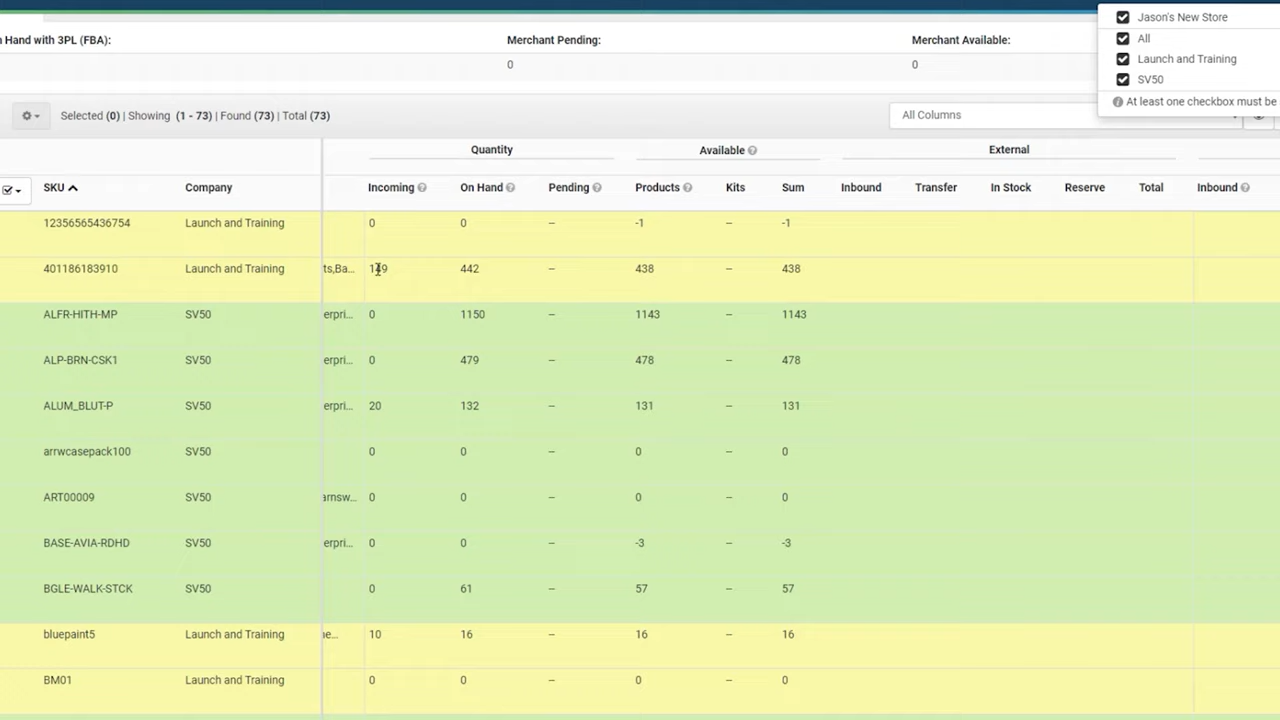 Jason's New Store
All
Launch and Training
SV50
At least one checkbox must be
Hand with 3PL (FBA): Merchant Pending: Merchant Available:
0 0
Selected (0) | Showing (1 - 73) | Found (73) | Total (73) All Columns
Quantity Available External
SKU Company Incoming On Hand Pending Products Kits Sum Inbound Transfer In Stock Reserve Total Inbound
12356565436754 Launch and Training 0 0 -- -1 -- -1
401186183910 Launch and Training ts,Ba... 442 -- 438 -- 438
ALFR-HITH-MP SV50 erpri... 0 1150 -- 1143 -- 1143
ALP-BRN-CSK1 SV50 erpri... 0 479 -- 478 -- 478
ALUM_BLUT-P SV50 erpri... 20 132 -- 131 -- 131
arrwcasepack100 SV50 0 0 -- 0 -- 0
ART00009 SV50 arnsw... 0 0 -- 0 -- 0
BASE-AVIA-RDHD SV50 erpri... 0 0 -- -3 -- -3
BGLE-WALK-STCK SV50 0 61 -- 57 -- 57
bluepaint5 Launch and Training 10 16 -- 16 -- 16
BM01 Launch and Training 0 0 -- 0 -- 0